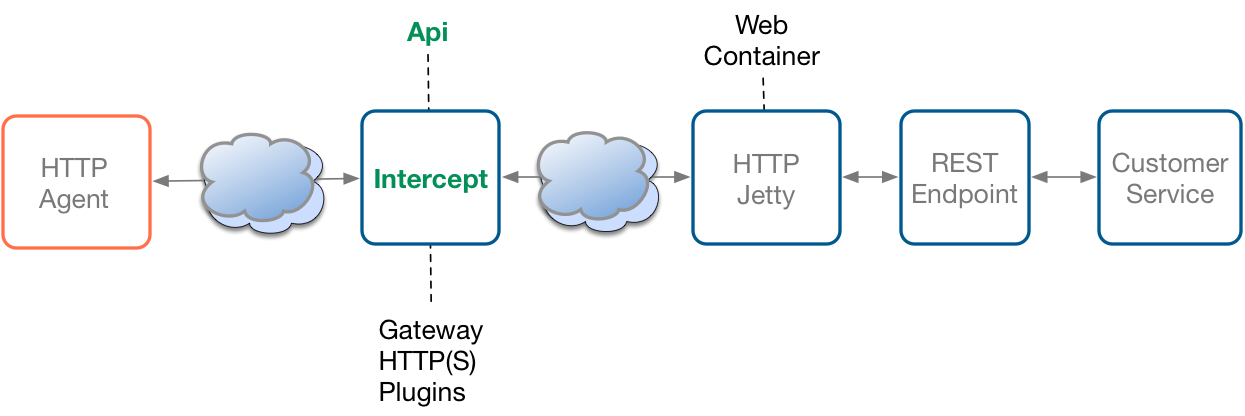 Api
Web
Container
HTTP
Agent
Intercept
HTTP
Jetty
REST
Endpoint
Customer
Service
Gateway
HTTP(S)
Plugins